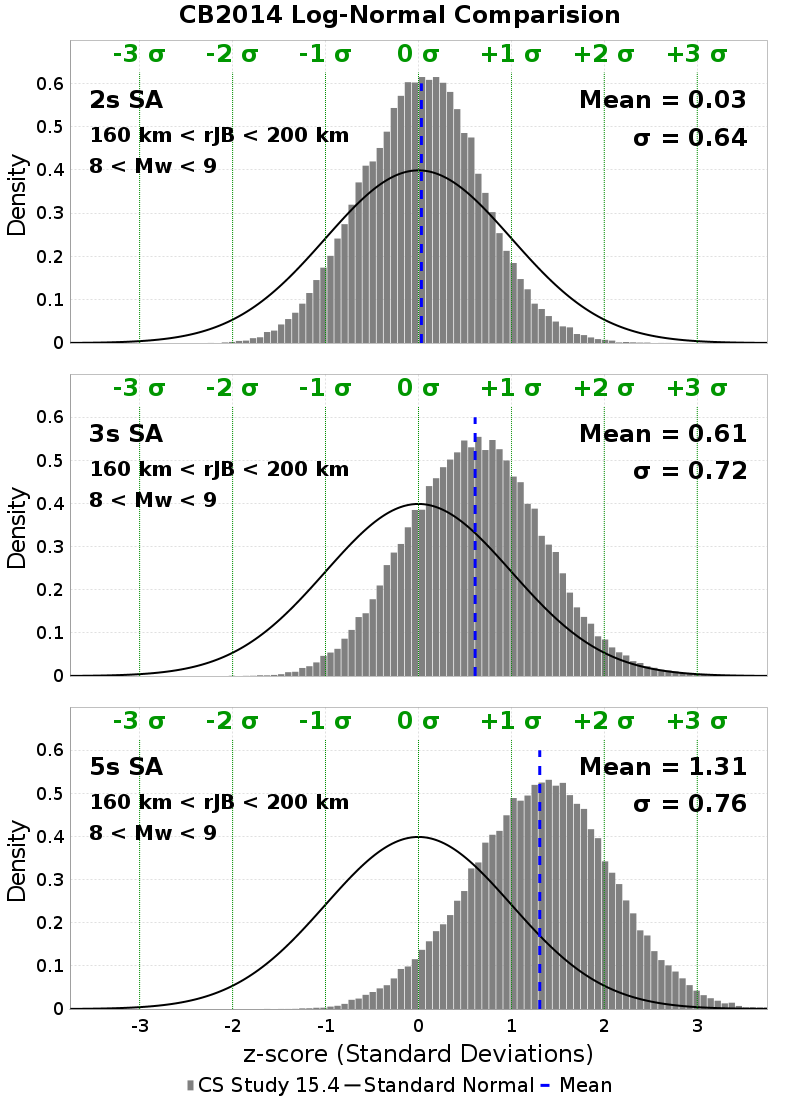 CB2014 Log-Normal Comparision
-3 σ -2 σ -1 σ 0 σ +1 σ +2 σ +3 σ
2s SA
Mean = 0.03
160 km < rJB < 200 km
σ = 0.64
8 < Mw < 9
0.6
0.5
0.4
0.3
0.2
0.1
0
Density
-3 σ -2 σ -1 σ 0 σ +1 σ +2 σ +3 σ
3s SA
Mean = 0.61
160 km < rJB < 200 km
σ = 0.72
8 < Mw < 9
0.6
0.5
0.4
0.3
0.2
0.1
0
Density
-3 σ -2 σ -1 σ 0 σ +1 σ +2 σ +3 σ
5s SA
Mean = 1.31
160 km < rJB < 200 km
σ = 0.76
8 < Mw < 9
0.6
0.5
0.4
0.3
0.2
0.1
0
Density
-3 -2 -1 0 1 2 3
z-score (Standard Deviations)
CS Study 15.4 Standard Normal Mean